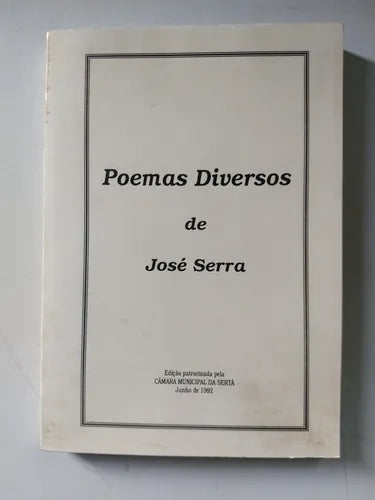 Poemas Diversos
de
José Serra
Edição patrocinada pela
CÂMARA MUNICIPAL DA SERTÃ
Junho de 1992